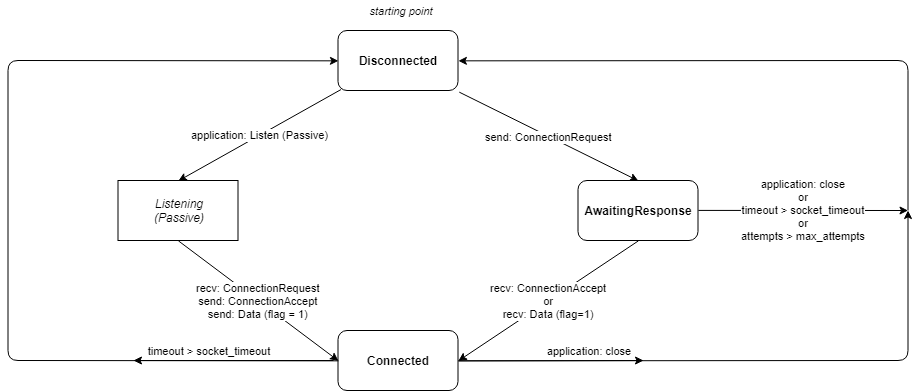 starting point
Disconnected
application: Listen (Passive)
send: ConnectionRequest
Listening
(Passive)
AwaitingResponse
application: close
or
timeout > socket_timeout
or
attempts > max_attempts
recv: ConnectionRequest
send: ConnectionAccept
send: Data (flag = 1)
recv: ConnectionAccept
or
recv: Data (flag=1)
timeout > socket_timeout
Connected
application: close